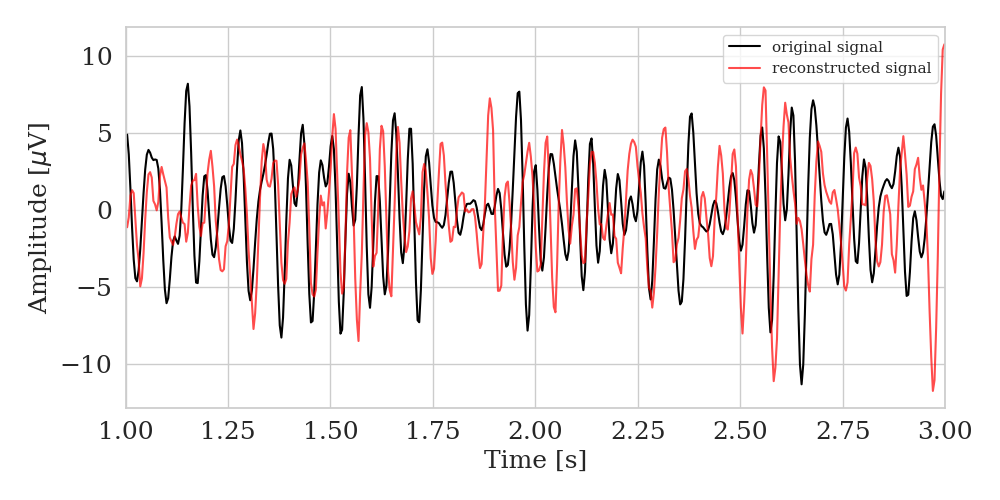 original signal
reconstructed signal
10
5
0
−5
−10
Amplitude [μV]
1.00 1.25 1.50 1.75 2.00 2.25 2.50 2.75 3.00
Time [s]